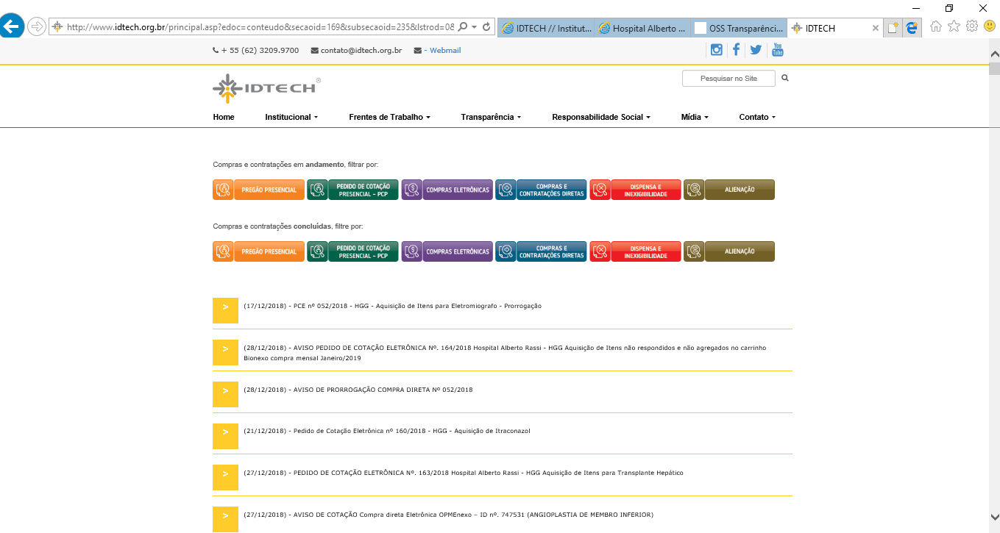 http://www.idtech.org.br/principal.asp?edoc=conteudo&secaoid=169&subsecaoid=235&lstrod=08
IDTECH // Institut...
Hospital Alberto ...
OSS Transparênci...
IDTECH
+ 55 (62) 3209.9700
contato@idtech.org.br
- Webmail
You Tube
IDTECH®
Pesquisar no Site
Home
Institucional
Frentes de Trabalho
Transparência
Responsabilidade Social
Mídia
Contato
Compras e contratações em andamento, filtrar por:
PREGÃO PRESENCIAL
PEDIDO DE COTAÇÃO
PRESENCIAL - PCP
COMPRAS ELETRÔNICAS
COMPRAS E
CONTRATAÇÕES DIRETAS
DISPENSA E
INEXIGIBILIDADE
ALIENAÇÃO
Compras e contratações concluídas, filtre por:
PREGÃO PRESENCIAL
PEDIDO DE COTAÇÃO
PRESENCIAL - PCP
COMPRAS ELETRÔNICAS
COMPRAS E
CONTRATAÇÕES DIRETAS
DISPENSA E
INEXIGIBILIDADE
ALIENAÇÃO
> (17/12/2018) - PCE nº 052/2018 - HGG - Aquisição de Itens para Eletromiografo - Prorrogação
> (28/12/2018) - AVISO PEDIDO DE COTAÇÃO ELETRÔNICA Nº. 164/2018 Hospital Alberto Rassi - HGG Aquisição de Itens não respondidos e não agregados no carrinho
Bionexo compra mensal Janeiro/2019
> (28/12/2018) - AVISO DE PRORROGAÇÃO COMPRA DIRETA Nº 052/2018
> (21/12/2018) - Pedido de Cotação Eletrônica nº 160/2018 - HGG - Aquisição de Itraconazol
> (27/12/2018) - PEDIDO DE COTAÇÃO ELETRÔNICA Nº. 163/2018 Hospital Alberto Rassi - HGG Aquisição de Itens para Transplante Hepático
> (27/12/2018) - AVISO DE COTAÇÃO Compra direta Eletrônica OPMEnexo – ID nº. 747531 (ANGIOPLASTIA DE MEMBRO INFERIOR)